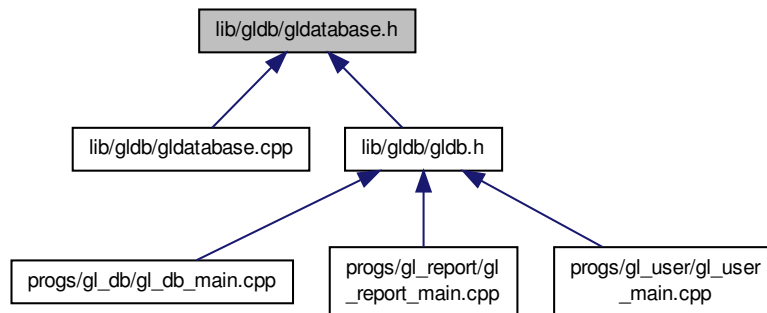 lib/gldb/gldatabase.h
lib/gldb/gldatabase.cpp
lib/gldb/gldb.h
progs/gl_db/gl_db_main.cpp
progs/gl_report/gl
_report_main.cpp
progs/gl_user/gl_user
_main.cpp